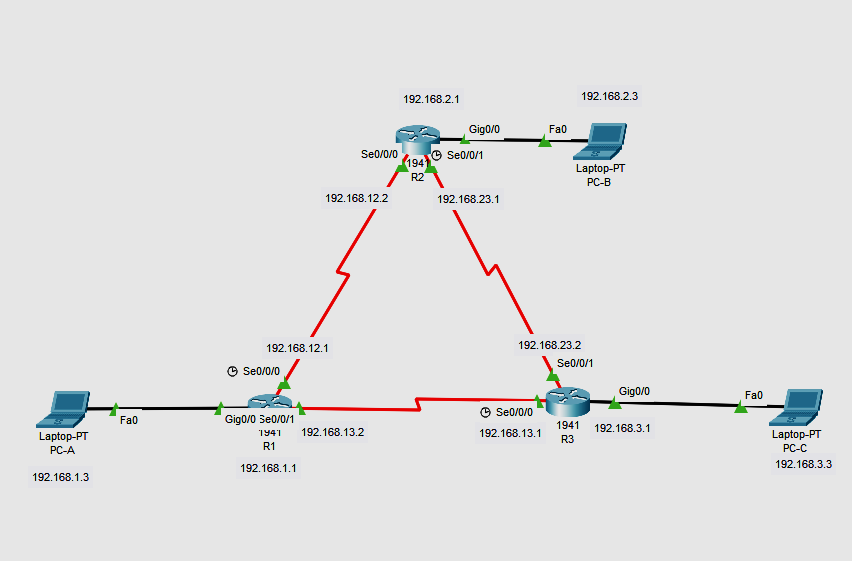 192.168.2.1
192.168.2.3
Gig0/0
Fa0
Se0/0/0
Se0/0/1
1941
R2
Laptop-PT
PC-B
192.168.12.2
192.168.23.1
192.168.12.1
192.168.23.2
Se0/0/0
Se0/0/1
Gig0/0
Fa0
Fa0
Gig0/0 Se0/0/1
Se0/0/0
1941
R1
192.168.13.2
192.168.13.1
1941
R3
192.168.3.1
Laptop-PT
PC-A
Laptop-PT
PC-C
192.168.1.3
192.168.1.1
192.168.3.3